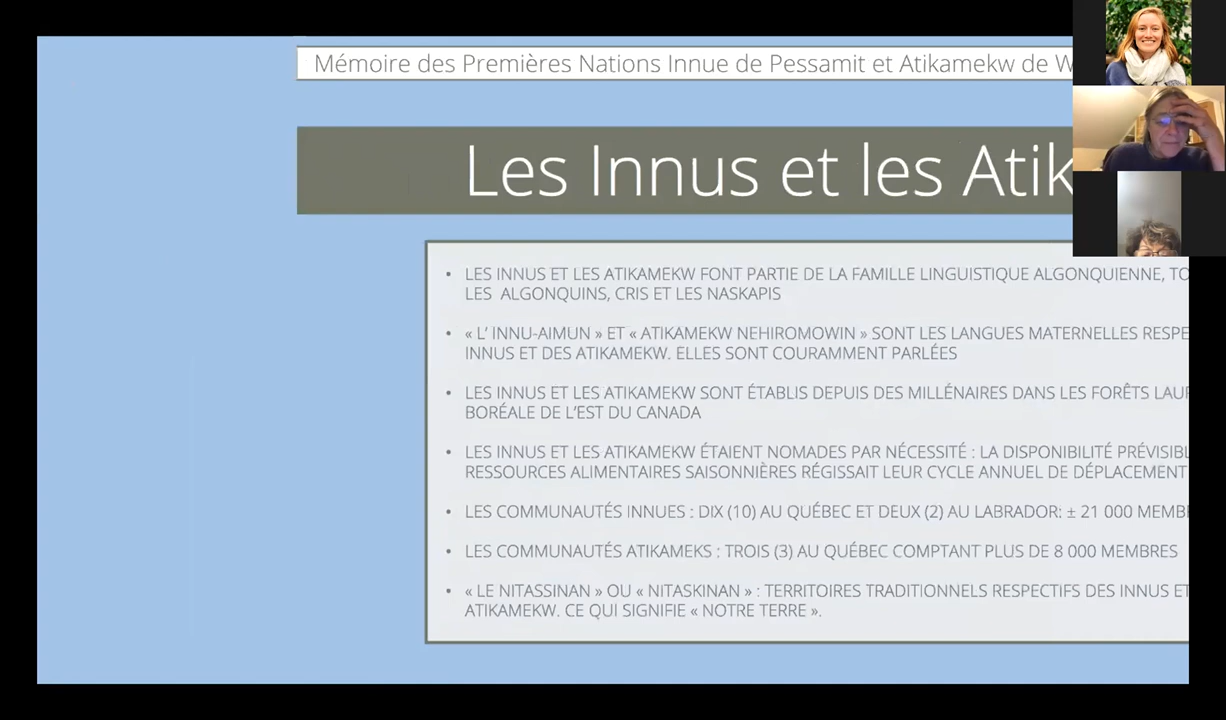 Mémoire des Premières Nations Innue de Pessamit et Atikamekw de W
Les Innus et les Atik
• LES INNUS ET LES ATIKAMEKW FONT PARTIE DE LA FAMILLE LINGUISTIQUE ALGONQUIENNE, TO
LES ALGONQUINS, CRIS ET LES NASKAPIS
• « L' INNU-AIMUN » ET « ATIKAMEKW NEHIROMOWIN » SONT LES LANGUES MATERNELLES RESPE
INNUS ET DES ATIKAMEKW. ELLES SONT COURAMMENT PARLÉES
• LES INNUS ET LES ATIKAMEKW SONT ÉTABLIS DEPUIS DES MILLÉNAIRES DANS LES FORÊTS LAUR
BORÉALE DE L'EST DU CANADA
• LES INNUS ET LES ATIKAMEKW ÉTAIENT NOMADES PAR NÉCESSITÉ : LA DISPONIBILITÉ PRÉVISIBL
RESSOURCES ALIMENTAIRES SAISONNIÈRES RÉGISSAIT LEUR CYCLE ANNUEL DE DÉPLACEMENT
• LES COMMUNAUTÉS INNUES : DIX (10) AU QUÉBEC ET DEUX (2) AU LABRADOR: ± 21 000 MEMBR
• LES COMMUNAUTÉS ATIKAMEKS : TROIS (3) AU QUÉBEC COMPTANT PLUS DE 8 000 MEMBRES
• « LE NITASSINAN » OU « NITASKINAN » : TERRITOIRES TRADITIONNELS RESPECTIFS DES INNUS ET
ATIKAMEKW. CE QUI SIGNIFIE « NOTRE TERRE ».